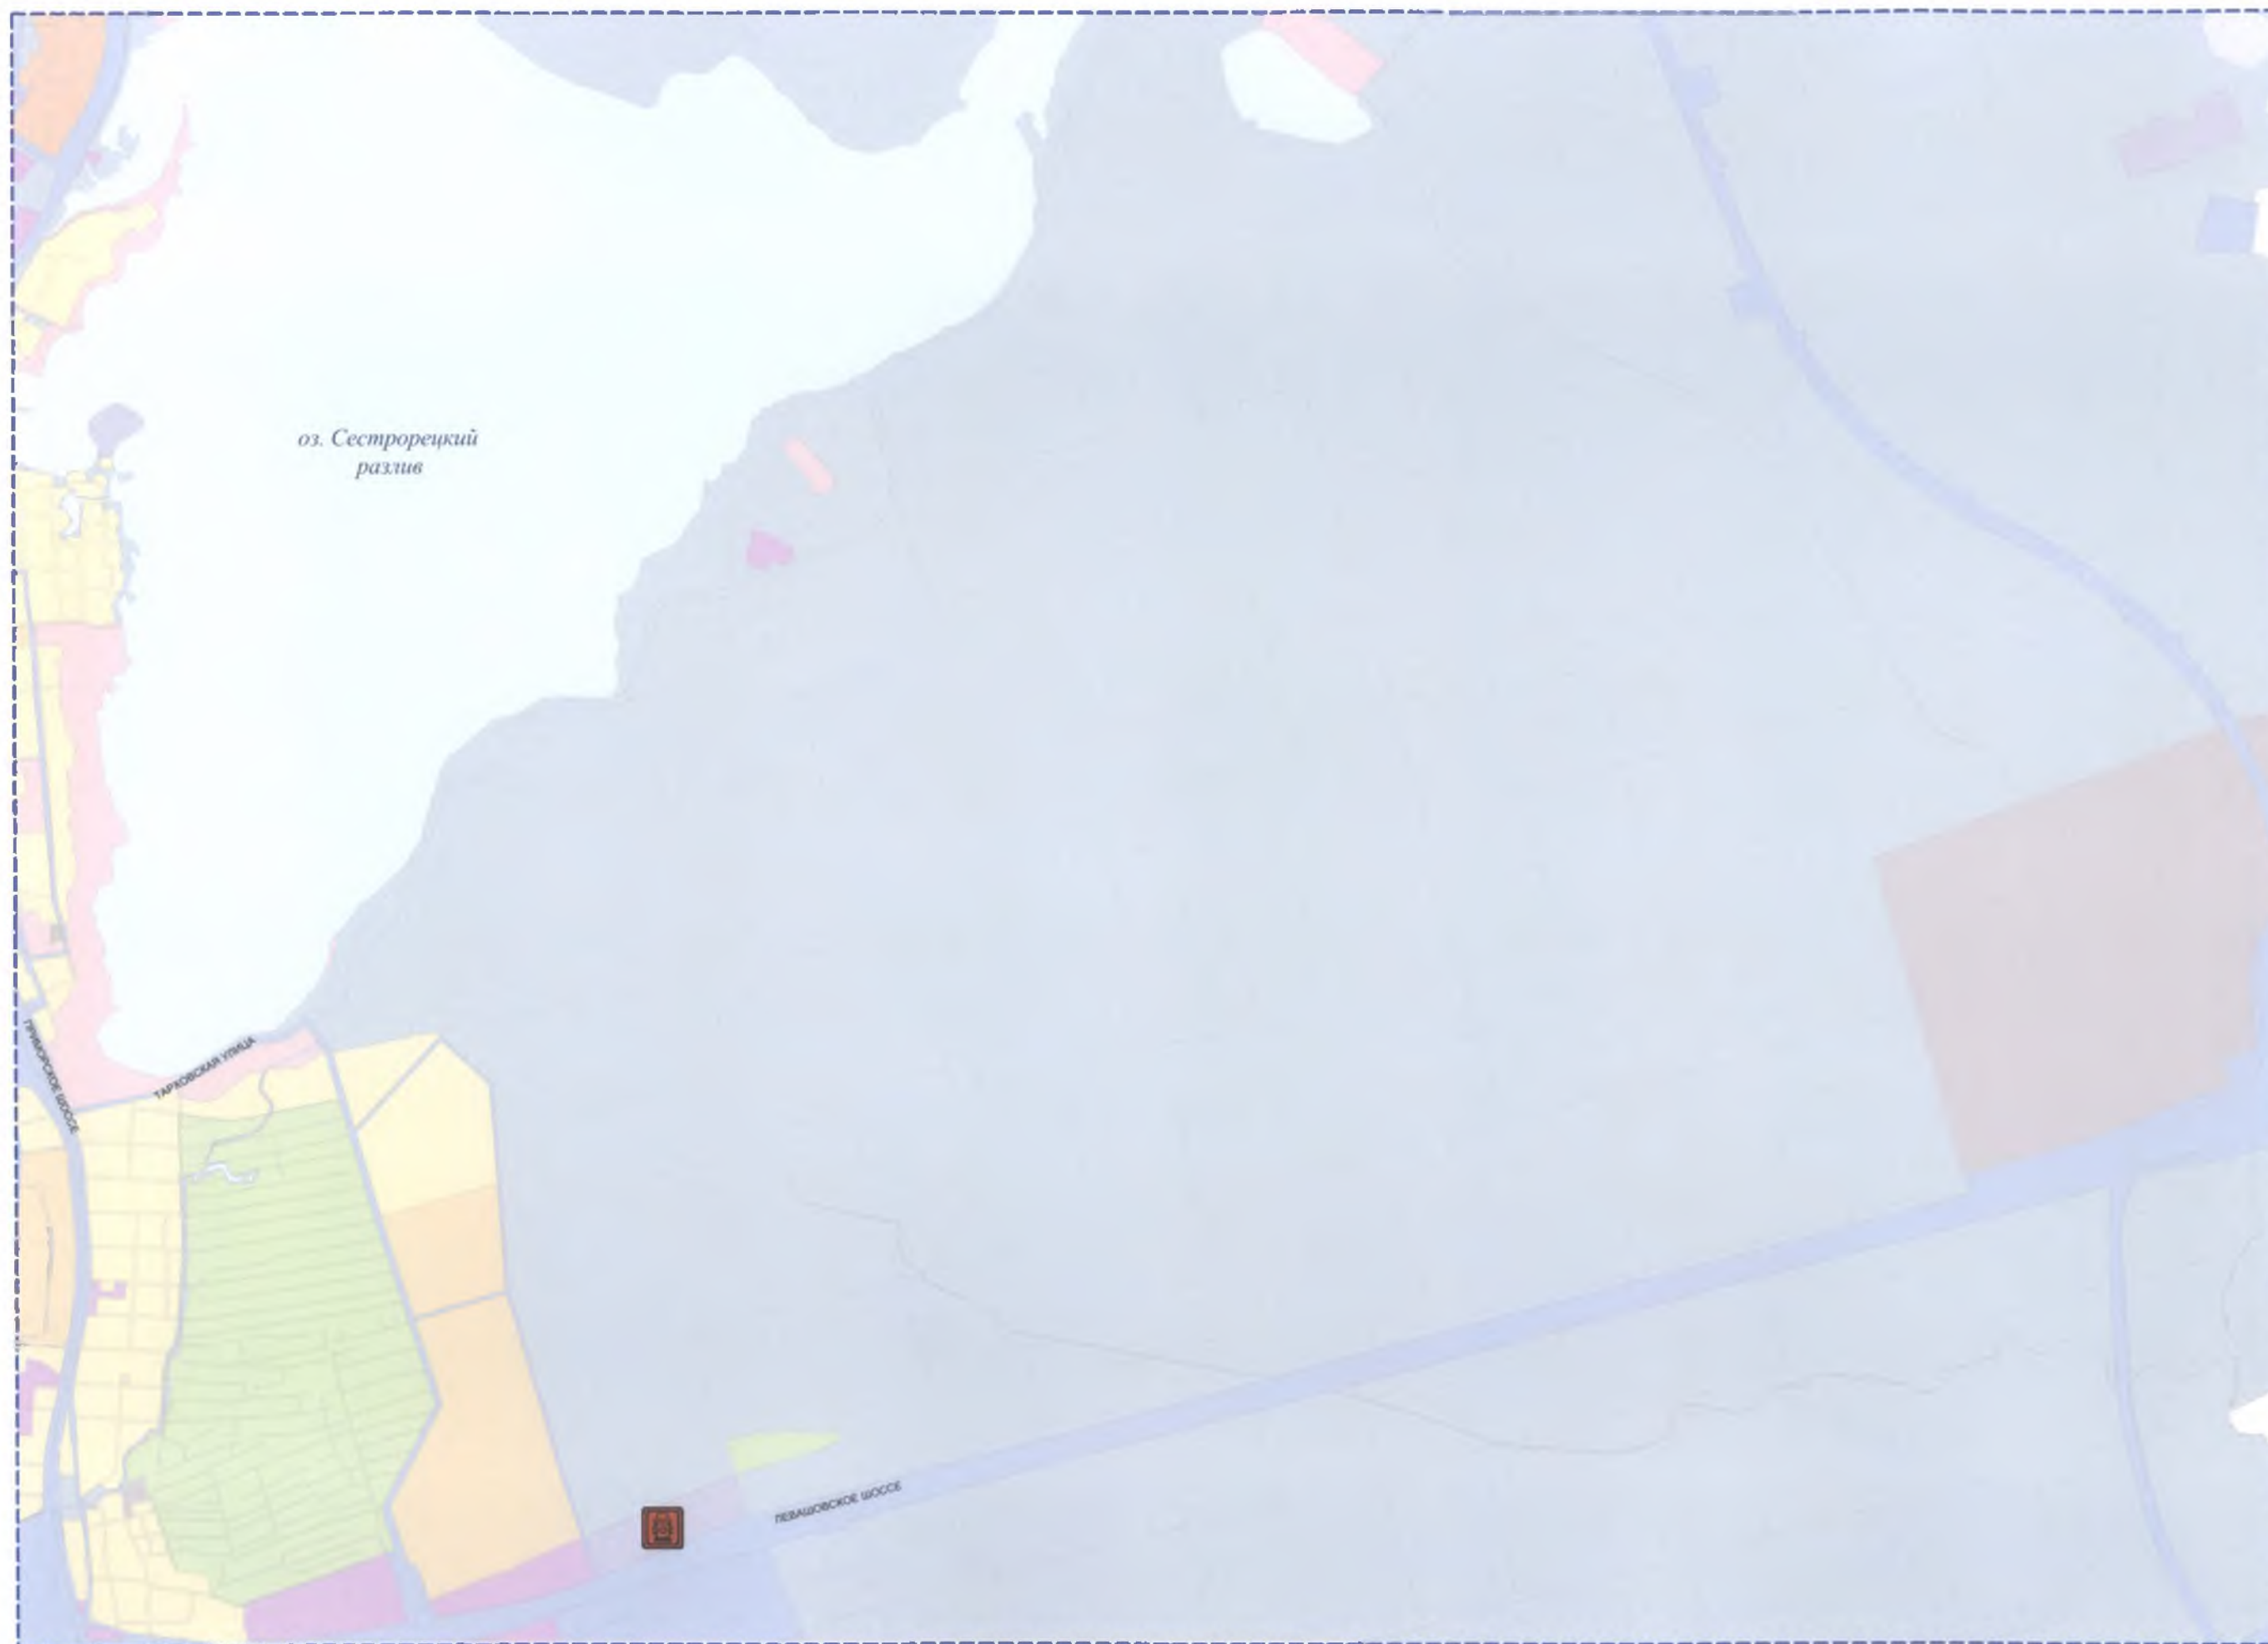 оз. Сестрорецкий
разлив
ПРИМОРСКОЕ ШОССЕ
ТАРХОВСКАЯ УЛИЦА
ЛЕВАШОВСКОЕ ШОССЕ